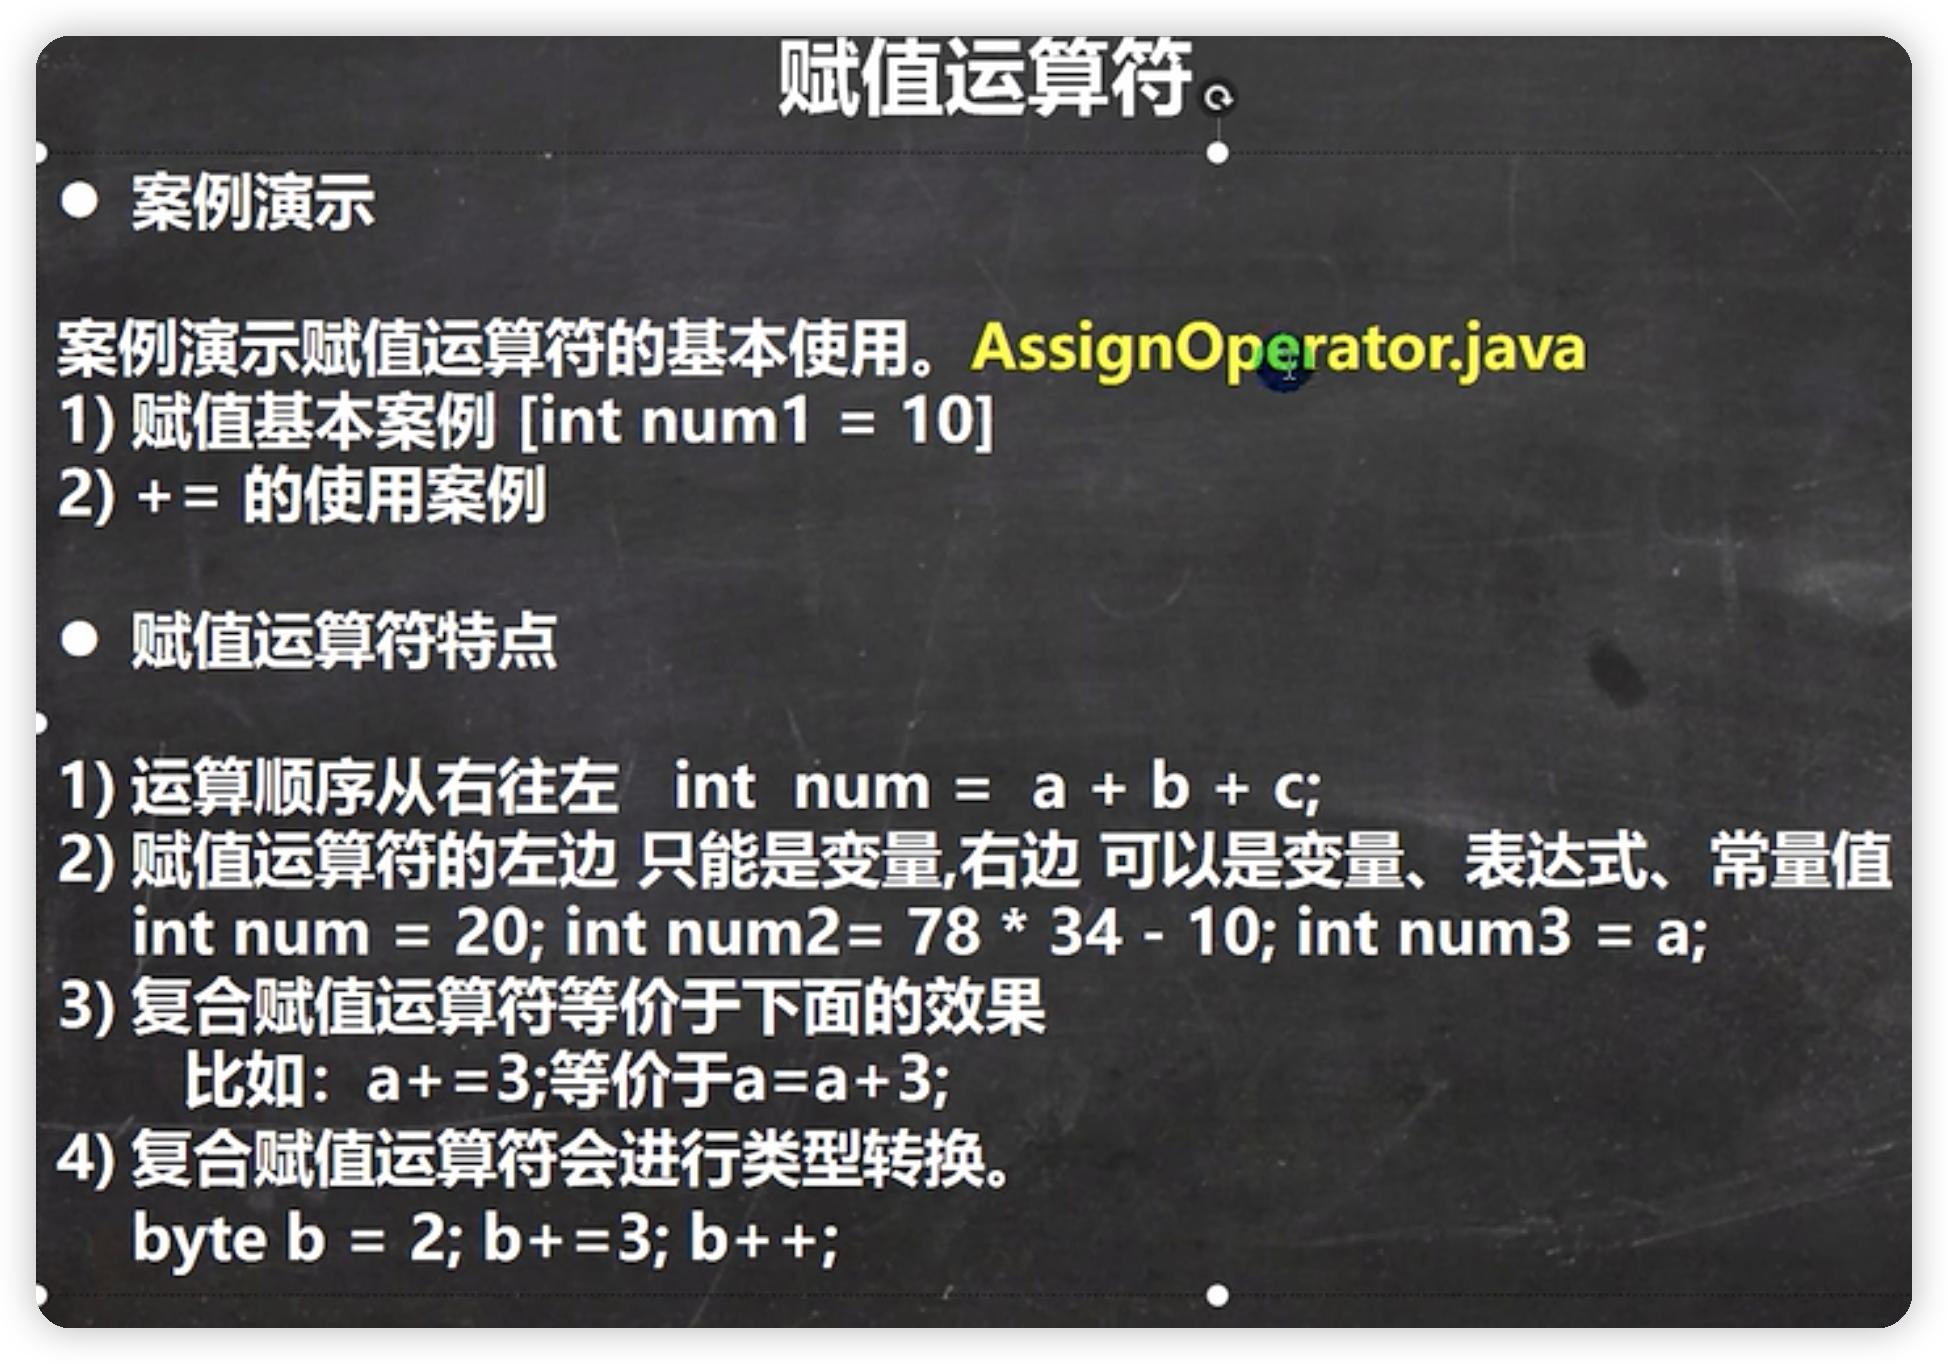 赋值运算符
● 案例演示
案例演示赋值运算符的基本使用。AssignOperator.java
1) 赋值基本案例 [int num1 = 10]
2) += 的使用案例
● 赋值运算符特点
1) 运算顺序从右往左 int num = a + b + c;
2) 赋值运算符的左边 只能是变量,右边 可以是变量、表达式、常量值
int num = 20; int num2= 78 * 34 - 10; int num3 = a;
3) 复合赋值运算符等价于下面的效果
比如：a+=3;等价于a=a+3;
4) 复合赋值运算符会进行类型转换。
byte b = 2; b+=3; b++;